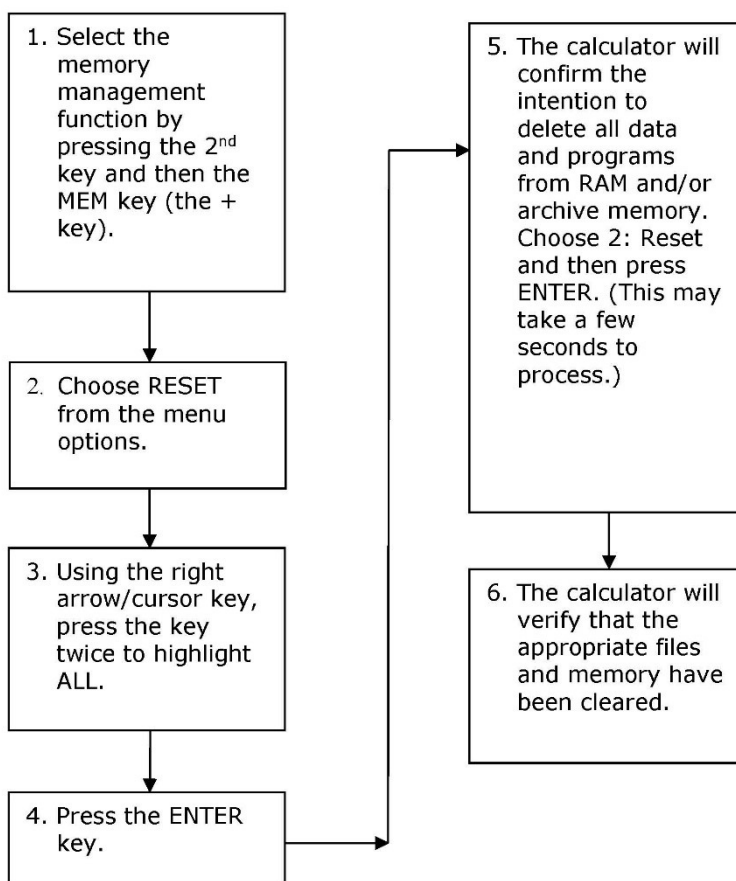 1. Select the
memory
management
function by
pressing the 2nd
key and then the
MEM key (the +
key).
2. Choose RESET
from the menu
options.
3. Using the right
arrow/cursor key,
press the key
twice to highlight
ALL.
4. Press the ENTER
key.
5. The calculator will
confirm the
intention to
delete all data
and programs
from RAM and/or
archive memory.
Choose 2: Reset
and then press
ENTER. (This may
take a few
seconds to
process.)
6. The calculator will
verify that the
appropriate files
and memory have
been cleared.